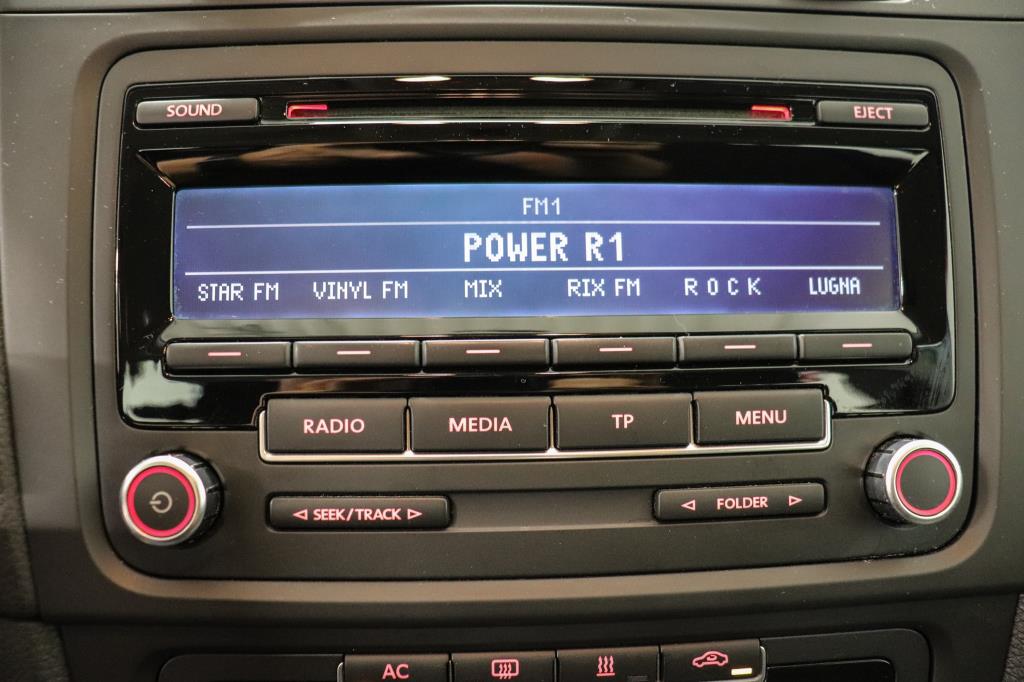 SOUND EJECT
FM1
POWER R1
STAR FM VINYL FM MIX RIX FM ROCK LUGNA
RADIO MEDIA TP MENU
SEEK/TRACK FOLDER
AC